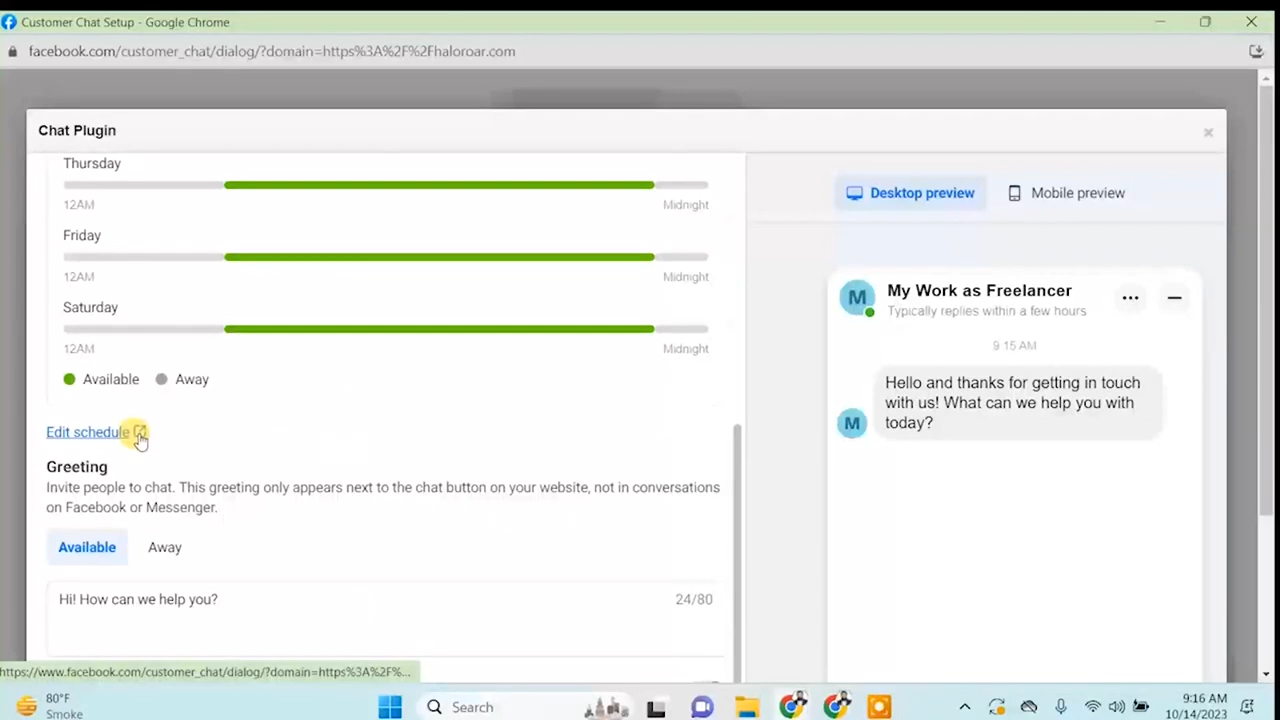 Customer Chat Setup - Google Chrome
facebook.com/customer_chat/dialog/?domain=https%3A%2F%2Fhaloroar.com
Chat Plugin
Thursday
12AM Midnight
Friday
12AM Midnight
Saturday
12AM Midnight
Available Away
Edit schedule
Greeting
Invite people to chat. This greeting only appears next to the chat button on your website, not in conversations
on Facebook or Messenger.
Available Away
Hi! How can we help you? 24/80
Desktop preview Mobile preview
M My Work as Freelancer
Typically replies within a few hours
9 15 AM
Hello and thanks for getting in touch
with us! What can we help you with
today?
M
https://www.facebook.com/customer_chat/dialog/?domain=https%3A%2F%...
80°F
Smoke
Search
9:16 AM
10/14/2023